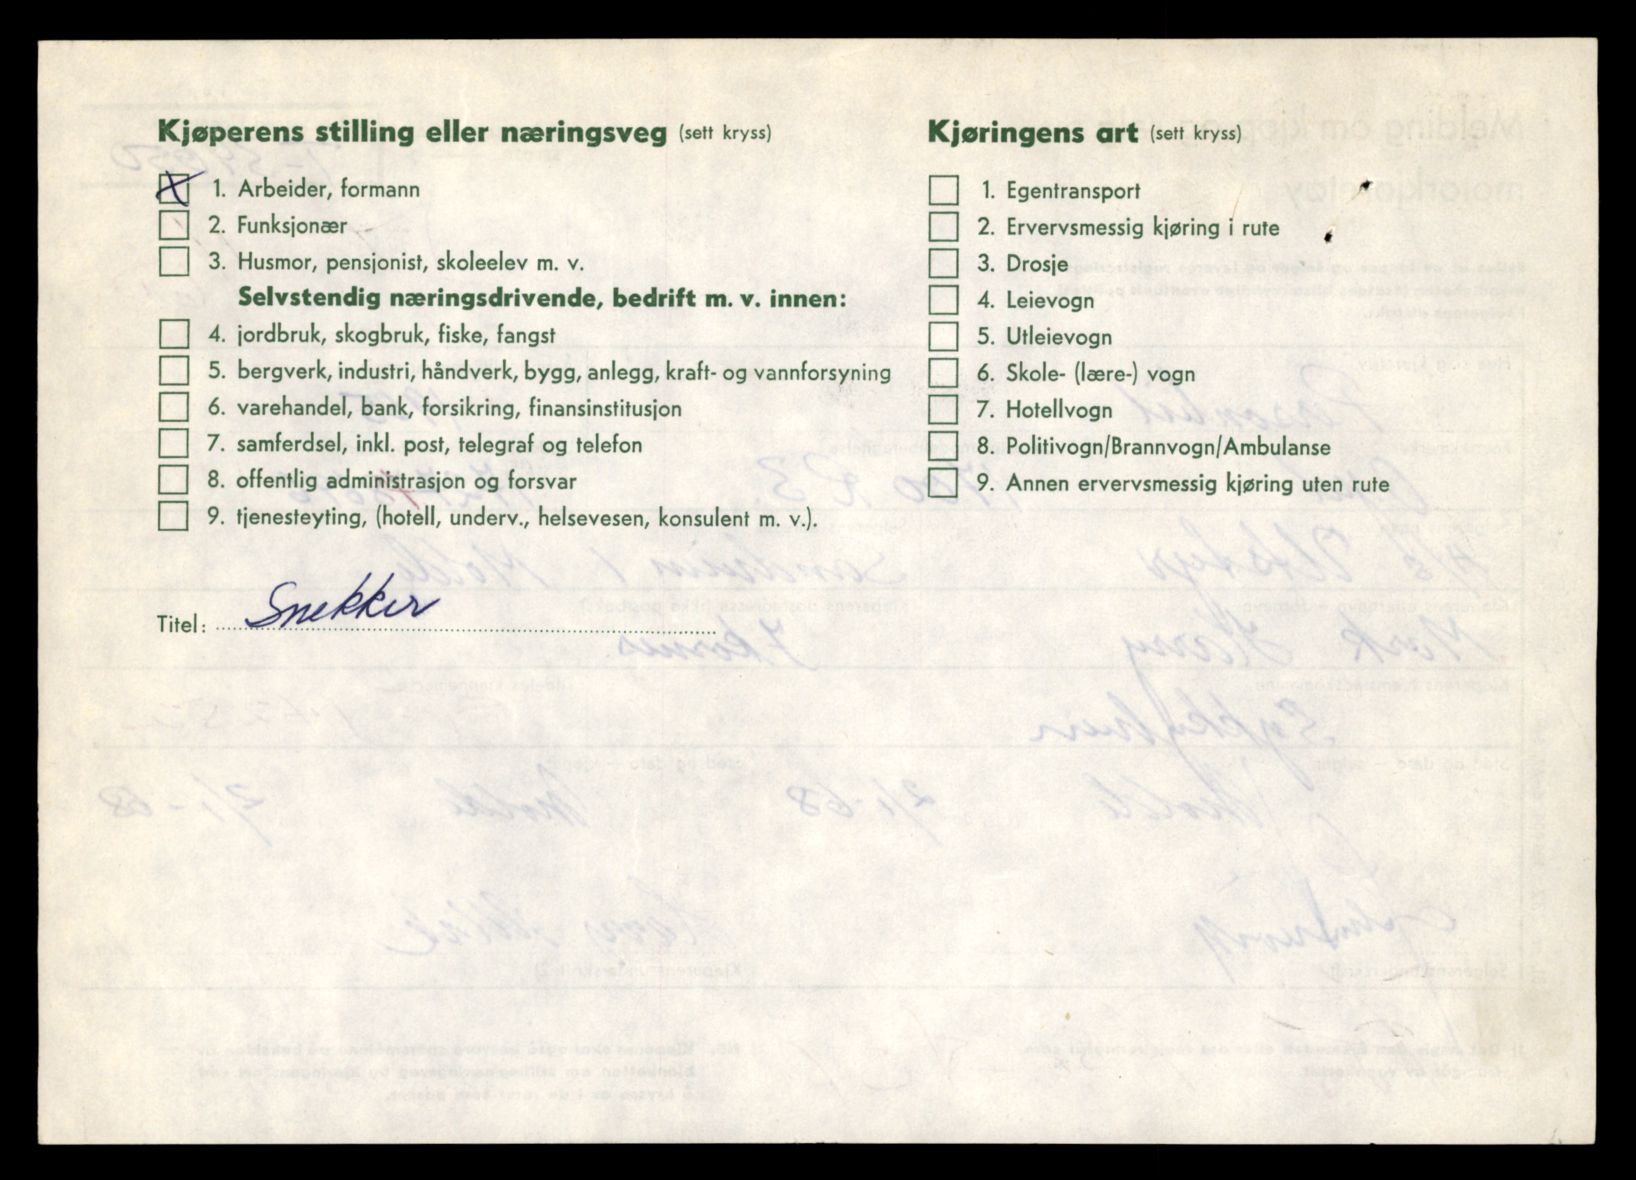 Kjøperens stilling eller næringsveg (sett kryss)
1. Arbeider, formann
2. Funksjonær
3. Husmor, pensjonist, skoleelev m. v.
Selvstendig næringsdrivende, bedrift m. v. innen:
4. jordbruk, skogbruk, fiske, fangst
5. bergverk, industri, håndverk, bygg, anlegg, kraft- og vannforsyning
6. varehandel, bank, forsikring, finansinstitusjon
7. samferdsel, inkl. post, telegraf og telefon
8. offentlig administrasjon og forsvar
9. tjenesteyting, (hotell, underv., helsevesen, konsulent m. v.).
Titel: Snekker
Kjøringens art (sett kryss)
1. Egentransport
2. Ervervsmessig kjøring i rute
3. Drosje
4. Leievogn
5. Utleievogn
6. Skole- (lære-) vogn
7. Hotellvogn
8. Politivogn/Brannvogn/Ambulanse
9. Annen ervervsmessig kjøring uten rute